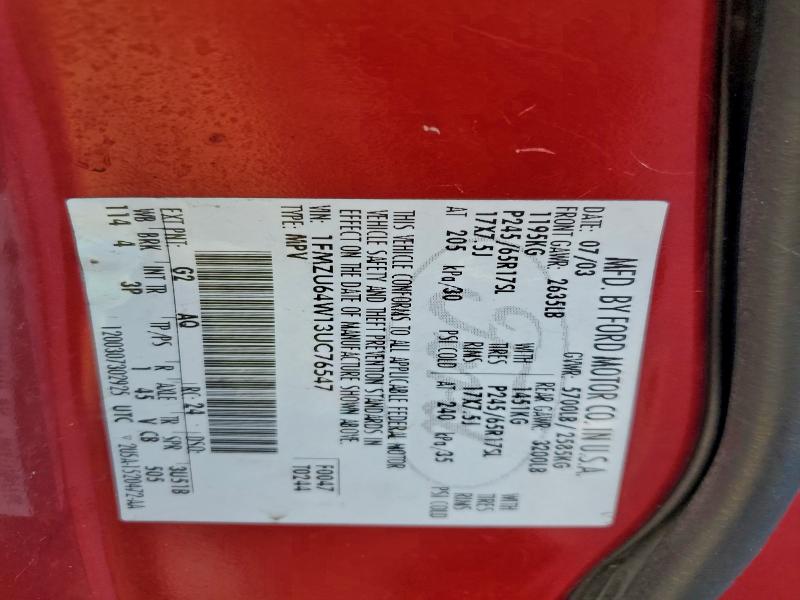 MFD. BY FORD MOTOR CO. IN U.S.A.
DATE: 07/03 GVWR: 5700LB/2585KG
FRONT GAWR: 2635LB REAR GAWR: 3200LB
1195KG WITH 1451KG WITH
P245/65R17SL TIRES P245/65R17SL TIRES
17X7.5J RIMS 17X7.5J RIMS
AT 205 kPa/30 PSI COLD AT 240 kPa/35 PSI COLD
THIS VEHICLE CONFORMS TO ALL APPLICABLE FEDERAL MOTOR
VEHICLE SAFETY AND THEFT PREVENTION STANDARDS IN
EFFECT ON THE DATE OF MANUFACTURE SHOWN ABOVE.
VIN: 1FMZU64W13UC76547 F0047
TYPE: MPV T0244
EXT PNT: G2 AQ RC: 24 DSO:
WB BRK INT TR TP/PS R AXLE TR SPR 3U51B
114 4 3P 1 45 V CB 505